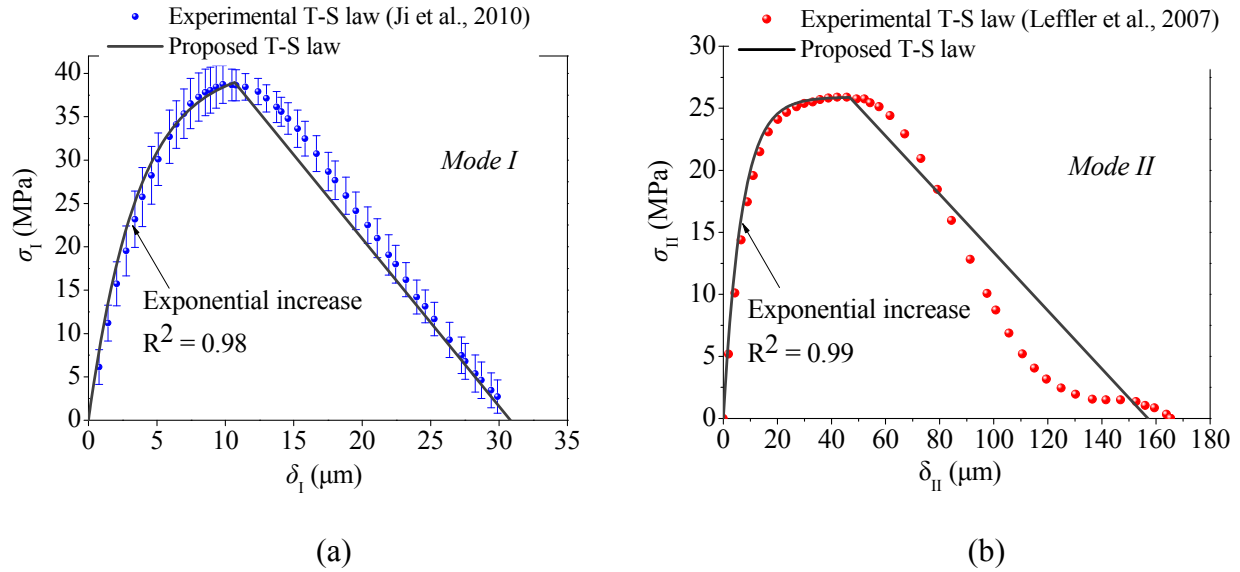 Experimental T-S law (Ji et al., 2010)
Proposed T-S law
40
35
30
25
20
15
10
5
0
σI (MPa)
Mode I
Exponential increase
R2 = 0.98
0 5 10 15 20 25 30 35
δI (μm)
(a)
Experimental T-S law (Leffler et al., 2007)
Proposed T-S law
30
25
20
15
10
5
0
σII (MPa)
Mode II
Exponential increase
R2 = 0.99
0 20 40 60 80 100 120 140 160 180
δII (μm)
(b)